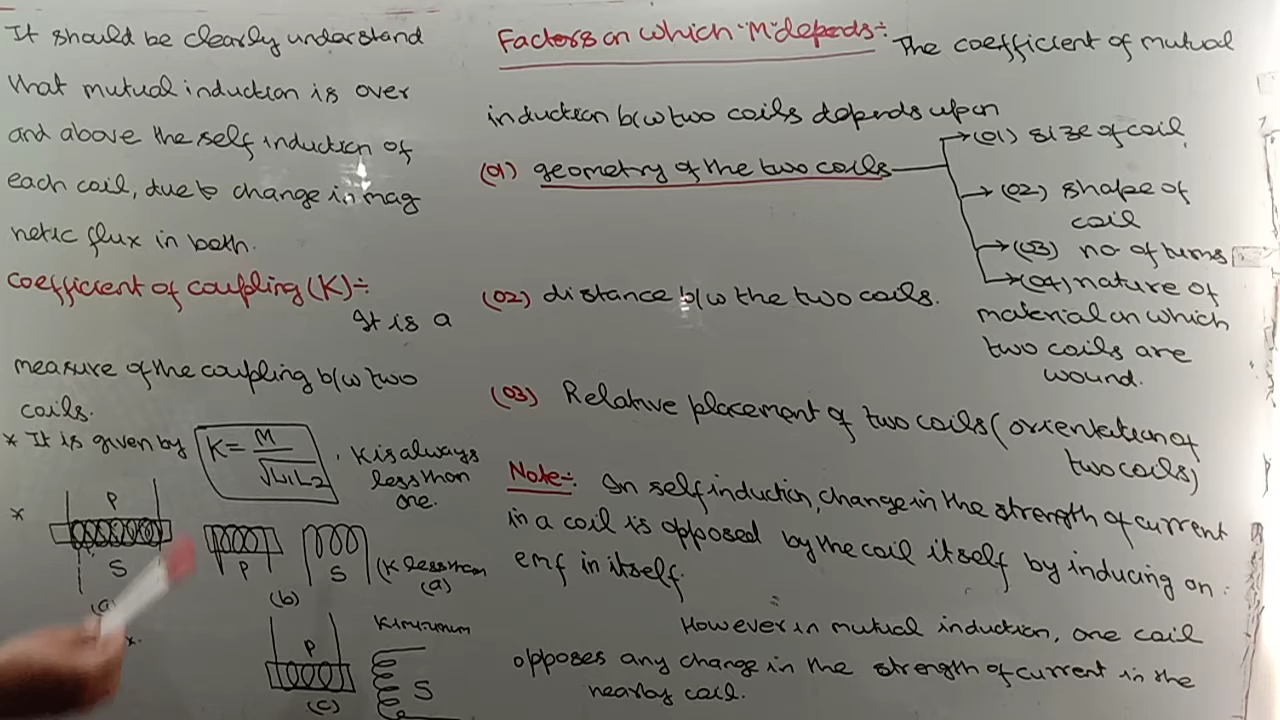 It should be clearly understand
that mutual induction is over
and above the self induction of
each coil, due to change in mag
netic flux in both.
coefficient of coupling (K) :-
It is a
measure of the coupling b/w two
coils.
* It is given by K = M / √L1L2 . K is always
less than
one.
*
P
S
(a)
P
S
(K less than
(a)
(b)
K minimum
P
S
(c)
Factors on which "M" depends :- The coefficient of mutual
induction b/w two coils depends upon
(01) geometry of the two coils
(01) size of coil
(02) shape of
coil
(03) no. of turns
(04) nature of
material on which
two coils are
wound.
(02) distance b/w the two coils.
(03) Relative placement of two coils (orientation of
two coils)
Note :- In self induction, change in the strength of current
in a coil is opposed by the coil itself by inducing an
emf in itself.
However in mutual induction, one coil
opposes any change in the strength of current in the
nearby coil.